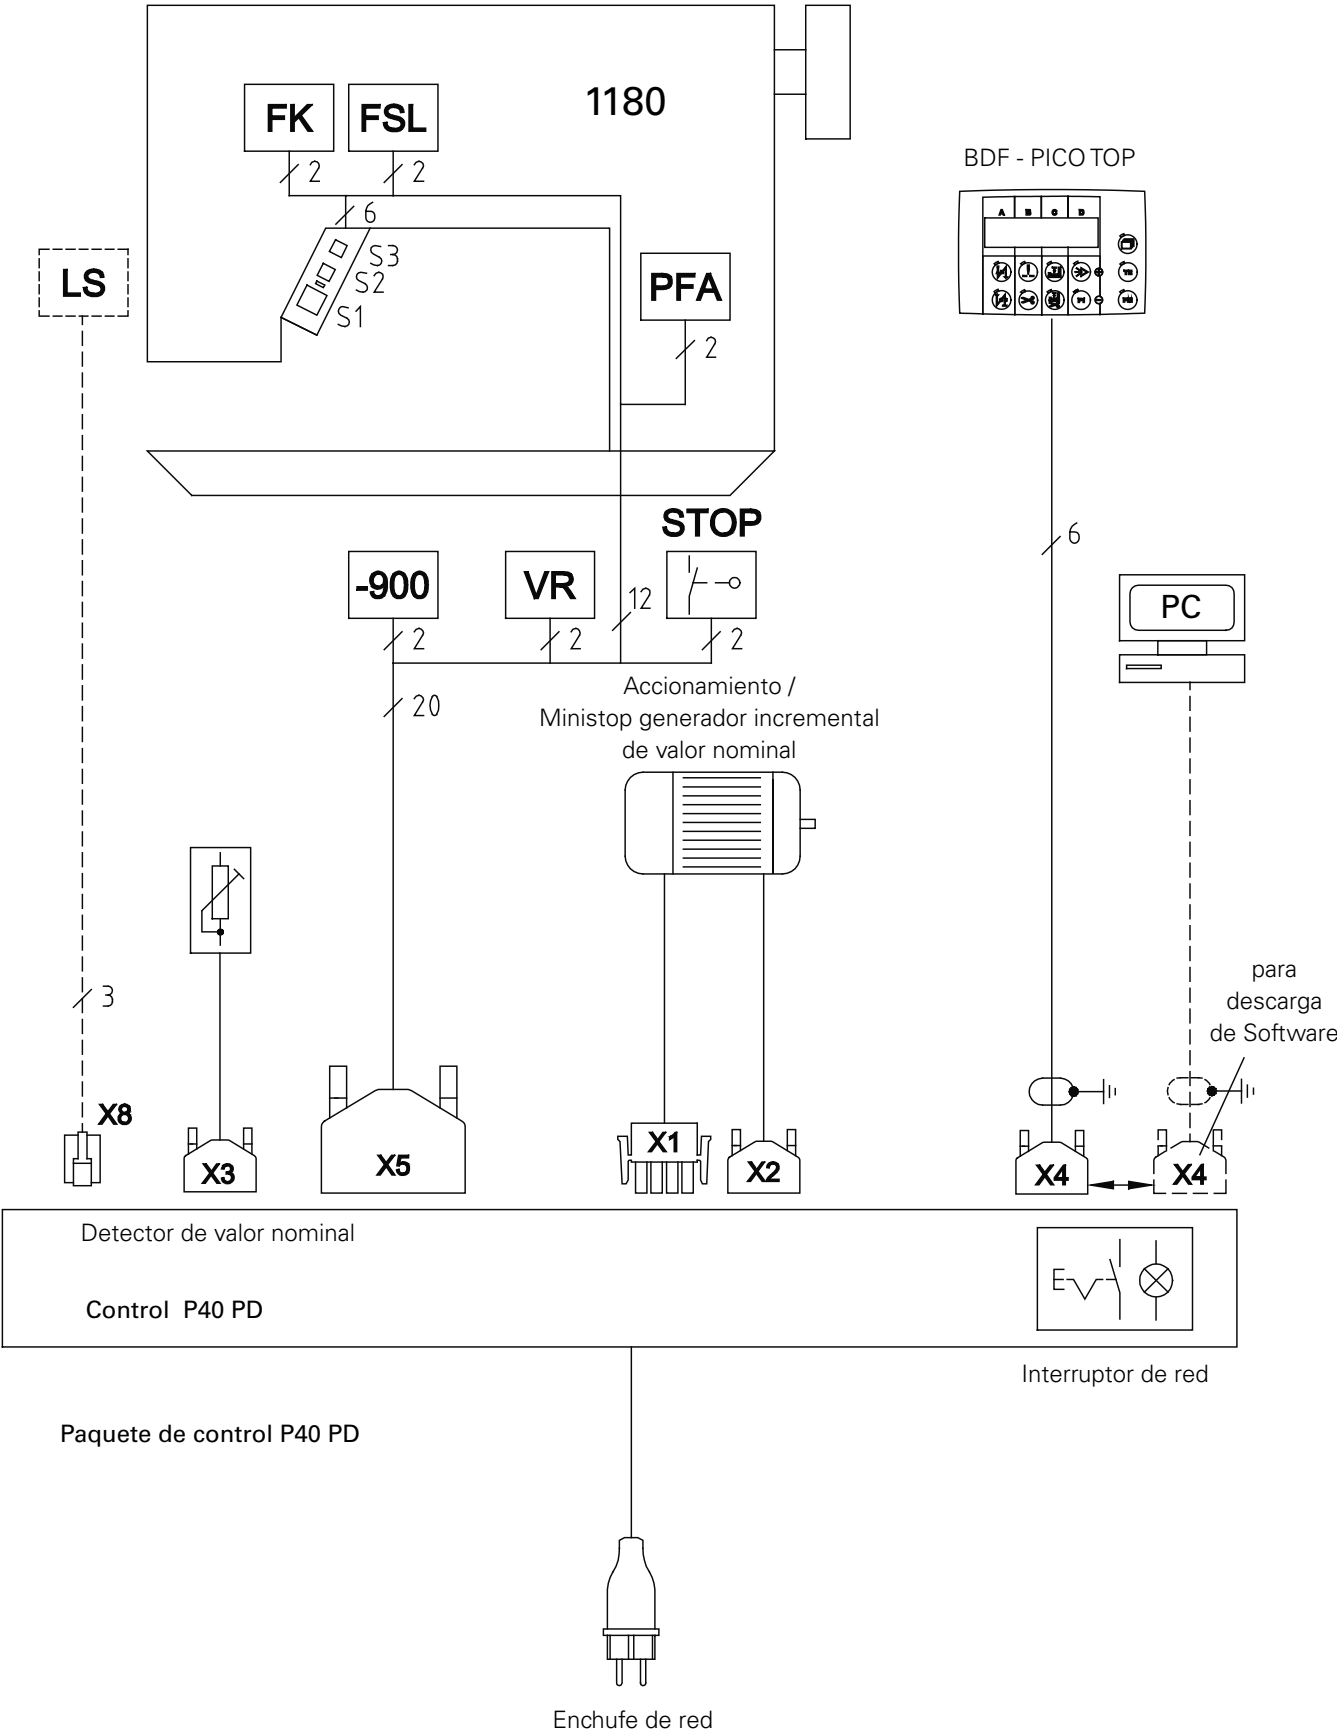 1180
FK
FSL
2
2
6
BDF - PICO TOP
A B C D
LS
S3
S2
S1
PFA
2
STOP
6
-900
VR
12
2
2
2
PC
20
Accionamiento /
Ministop generador incremental
de valor nominal
3
para
descarga
de Software
X8
X3
X5
X1
X2
X4
X4
Detector de valor nominal
Control P40 PD
E
Interruptor de red
Paquete de control P40 PD
Enchufe de red